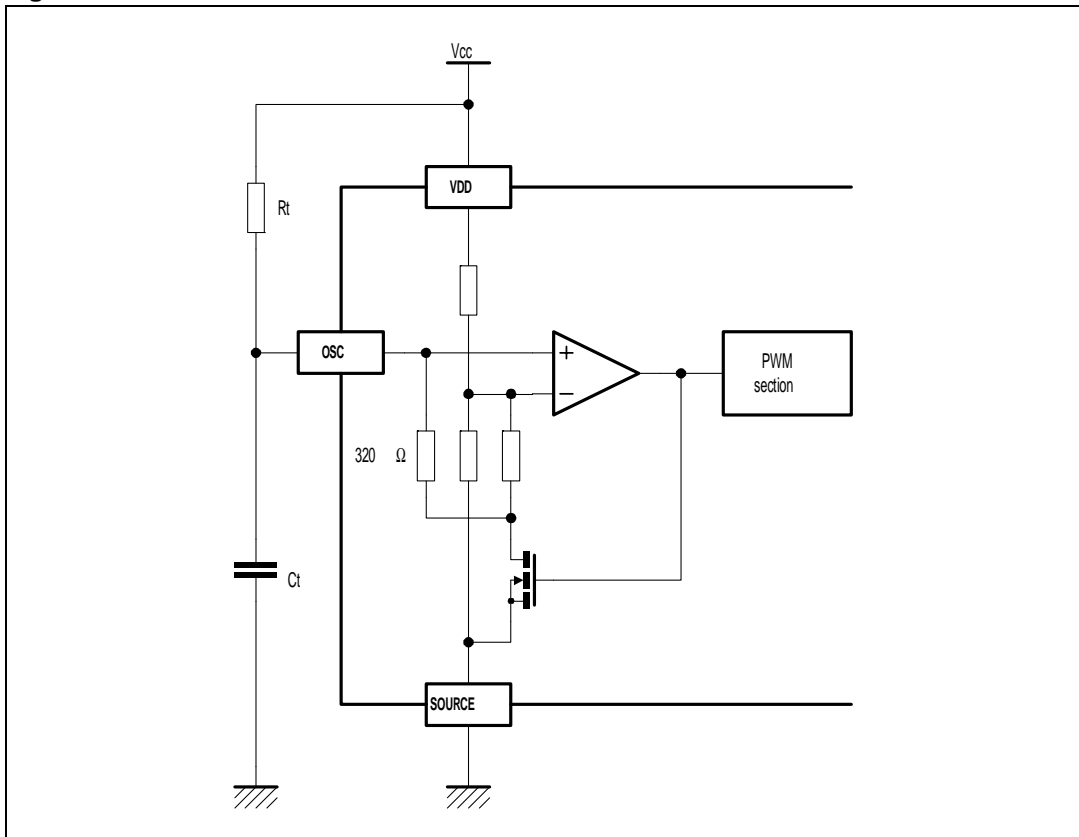 Vcc
VDD
Rt
OSC
+
PWM
section
−
320 Ω
Ct
SOURCE